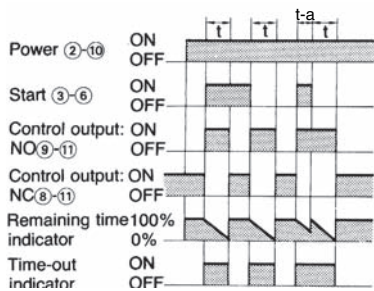 t t t-a t
Power ②-⑩ ON
OFF
Start ③-⑥ ON
OFF
Control output: ON
NO⑨-⑪ OFF
Control output: ON
NC⑧-⑪ OFF
Remaining time 100%
indicator 0%
Time-out ON
indicator OFF